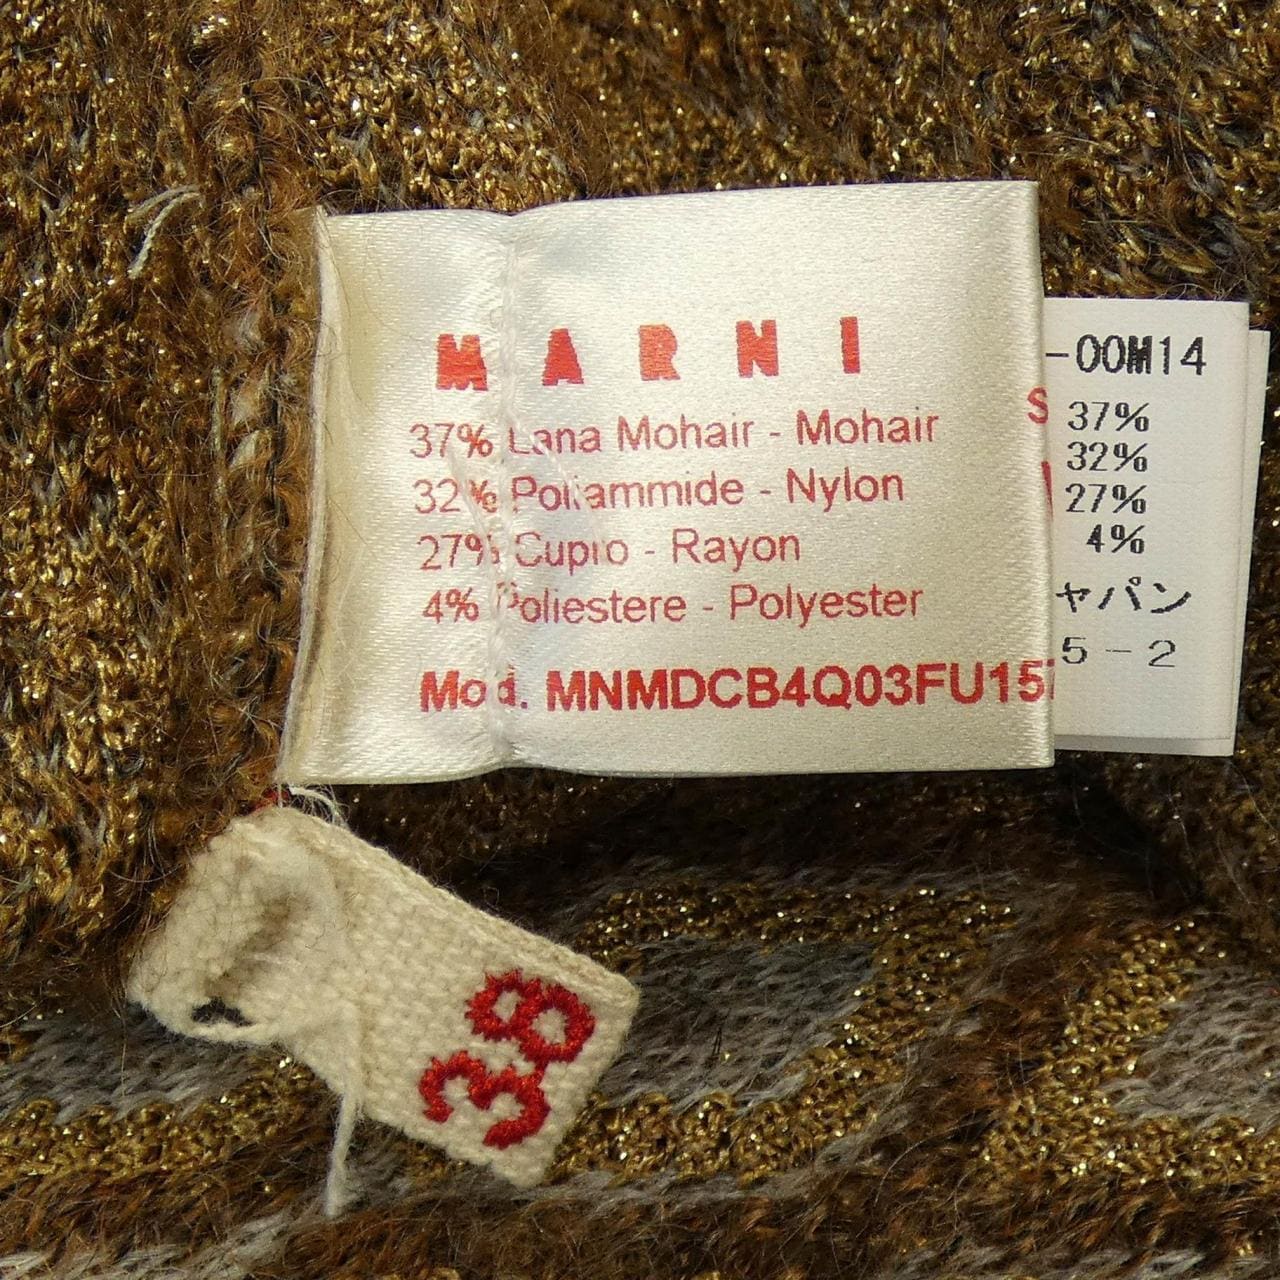 MARNI
37% Lana Mohair - Mohair
32% Poliammide - Nylon
27% Cupro - Rayon
4% Poliestere - Polyester
Mod. MNMDCB4Q03FU157
-00M14
S
37%
32%
27%
4%
ャパン
5-2
38